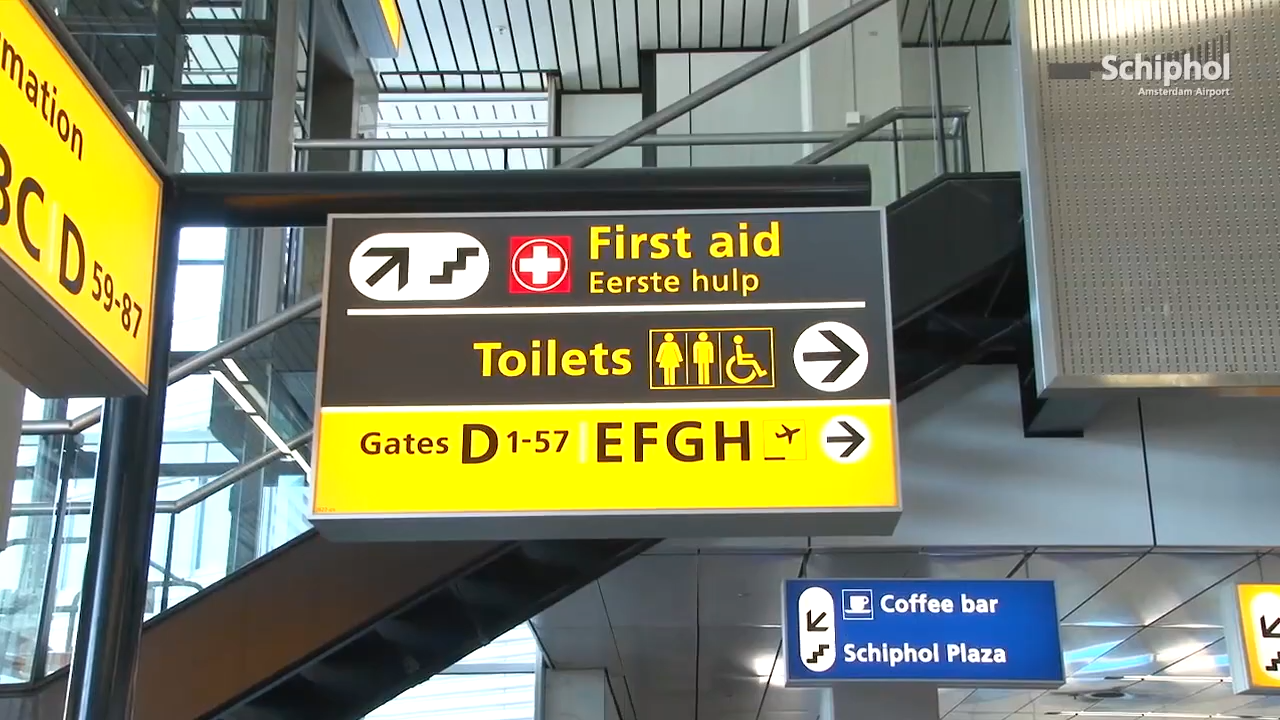 mation
BC D 59-87
Schiphol
Amsterdam Airport
First aid
Eerste hulp
Toilets
Gates D 1-57 EFGH
Coffee bar
Schiphol Plaza